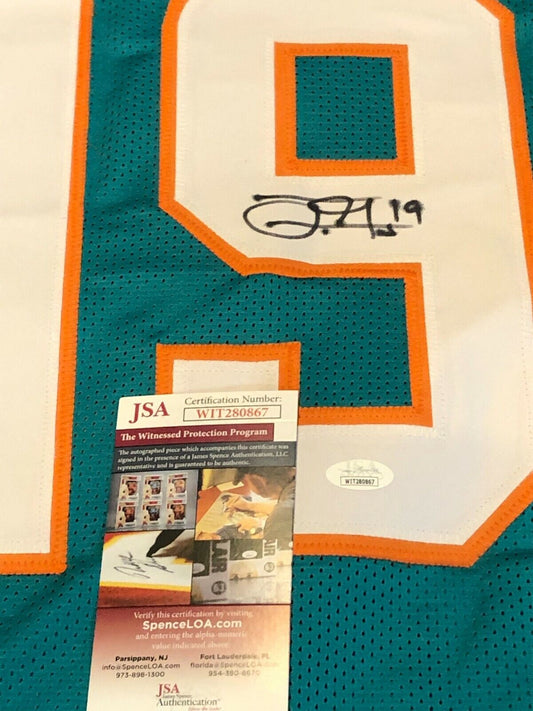 19
19
JSA
Certification Number:
WIT280867
The Witnessed Protection Program
The autographed piece which accompanies this certificate was
signed in the presence of a James Spence Authentication, LLC
representative and is guaranteed to be authentic.
WIT280867
Verify this certification by visiting
SpenceLOA.com
and entering the alpha-numeric
value indicated above
Parsippany, NJ
info@SpenceLOA.com
973-898-1300
Fort Lauderdale, FL
florida@SpenceLOA.com
954-380-8670
JSA
James Spence
Authentication